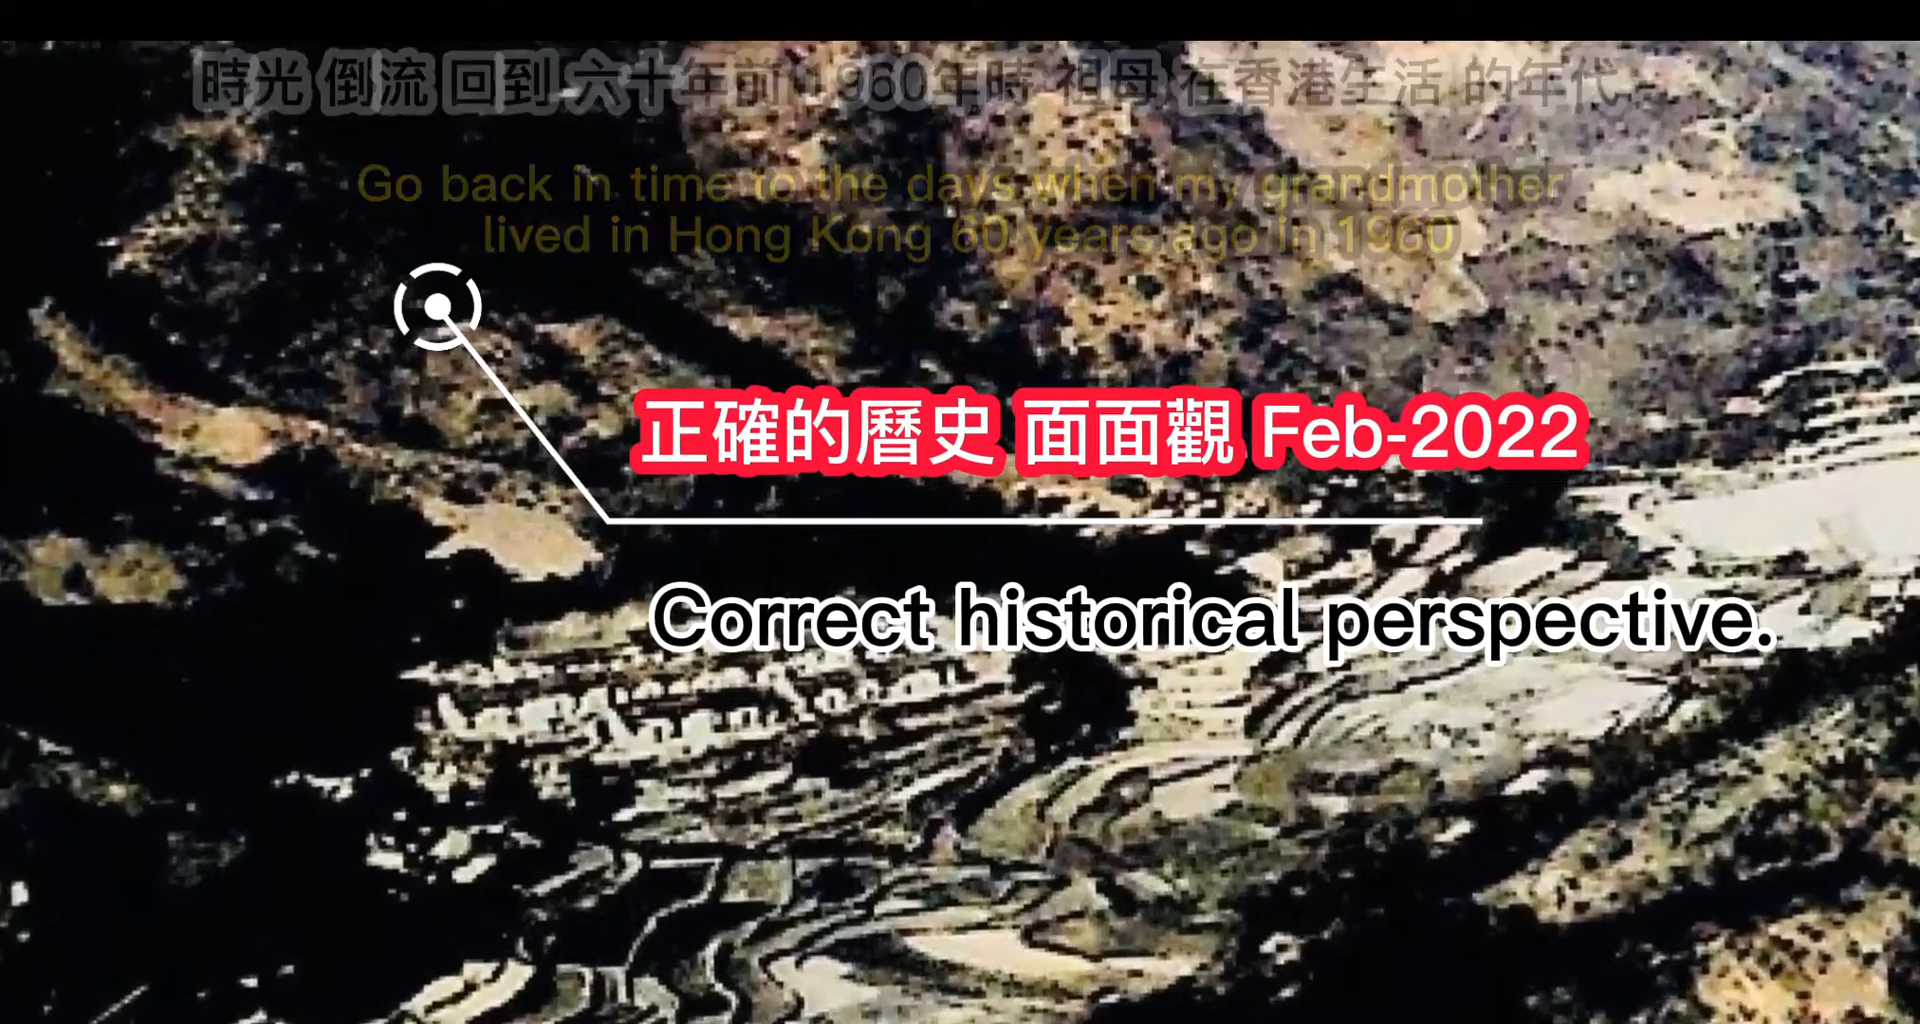 時光 倒流 回到 六十年前 1960年時 祖母 在香港生活 的年代
Go back in time to the days when my grandmother
lived in Hong Kong 60 years ago in 1960
正確的曆史 面面觀 Feb-2022
Correct historical perspective.